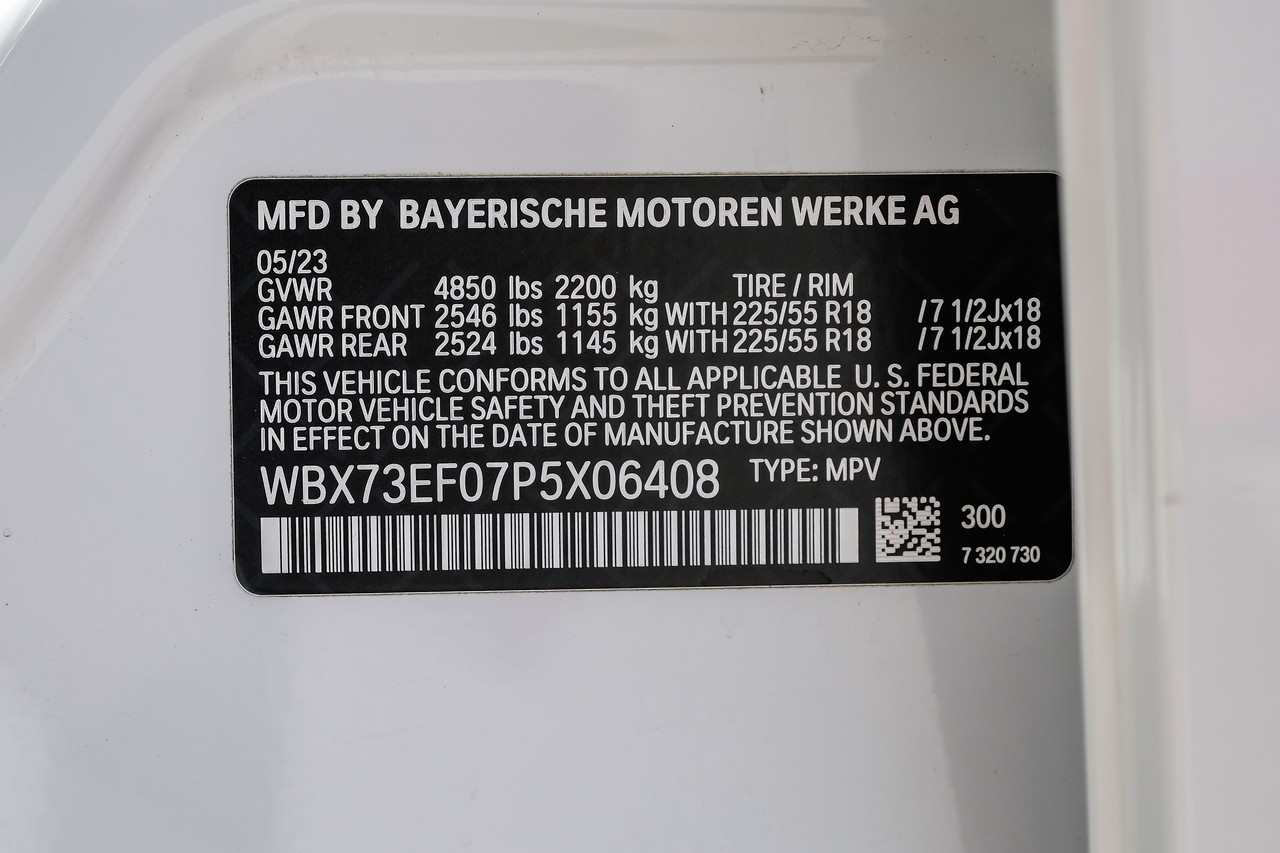 MFD BY BAYERISCHE MOTOREN WERKE AG
05/23
GVWR 4850 lbs 2200 kg TIRE / RIM
GAWR FRONT 2546 lbs 1155 kg WITH 225/55 R18 /7 1/2Jx18
GAWR REAR 2524 lbs 1145 kg WITH 225/55 R18 /7 1/2Jx18
THIS VEHICLE CONFORMS TO ALL APPLICABLE U. S. FEDERAL
MOTOR VEHICLE SAFETY AND THEFT PREVENTION STANDARDS
IN EFFECT ON THE DATE OF MANUFACTURE SHOWN ABOVE.
WBX73EF07P5X06408 TYPE: MPV
300
7 320 730